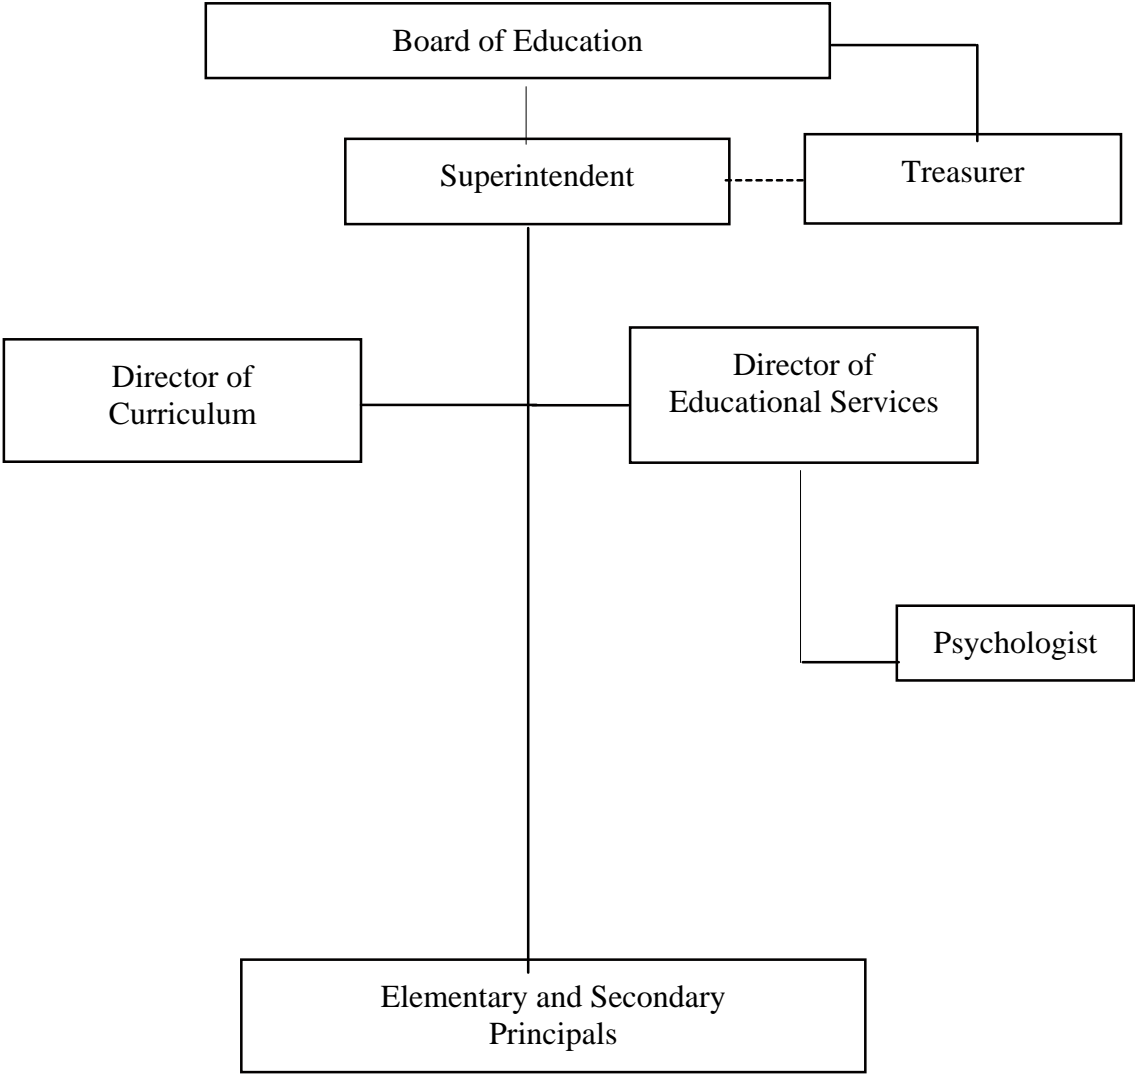 Board of Education
Superintendent
Treasurer
Director of
Curriculum
Director of
Educational Services
Psychologist
Elementary and Secondary
Principals